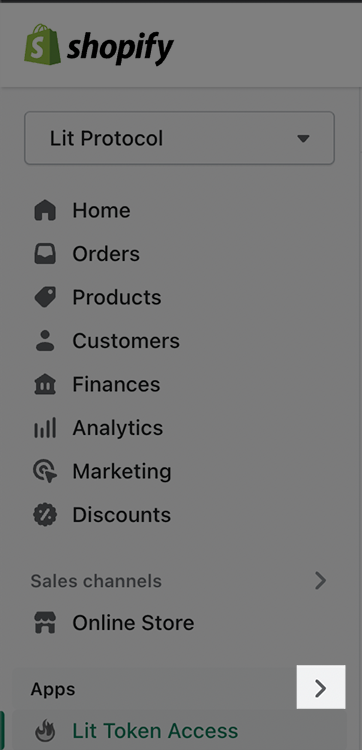 shopify
Lit Protocol
Home
Orders
Products
Customers
Finances
Analytics
Marketing
Discounts
Sales channels
Online Store
Apps
Lit Token Access